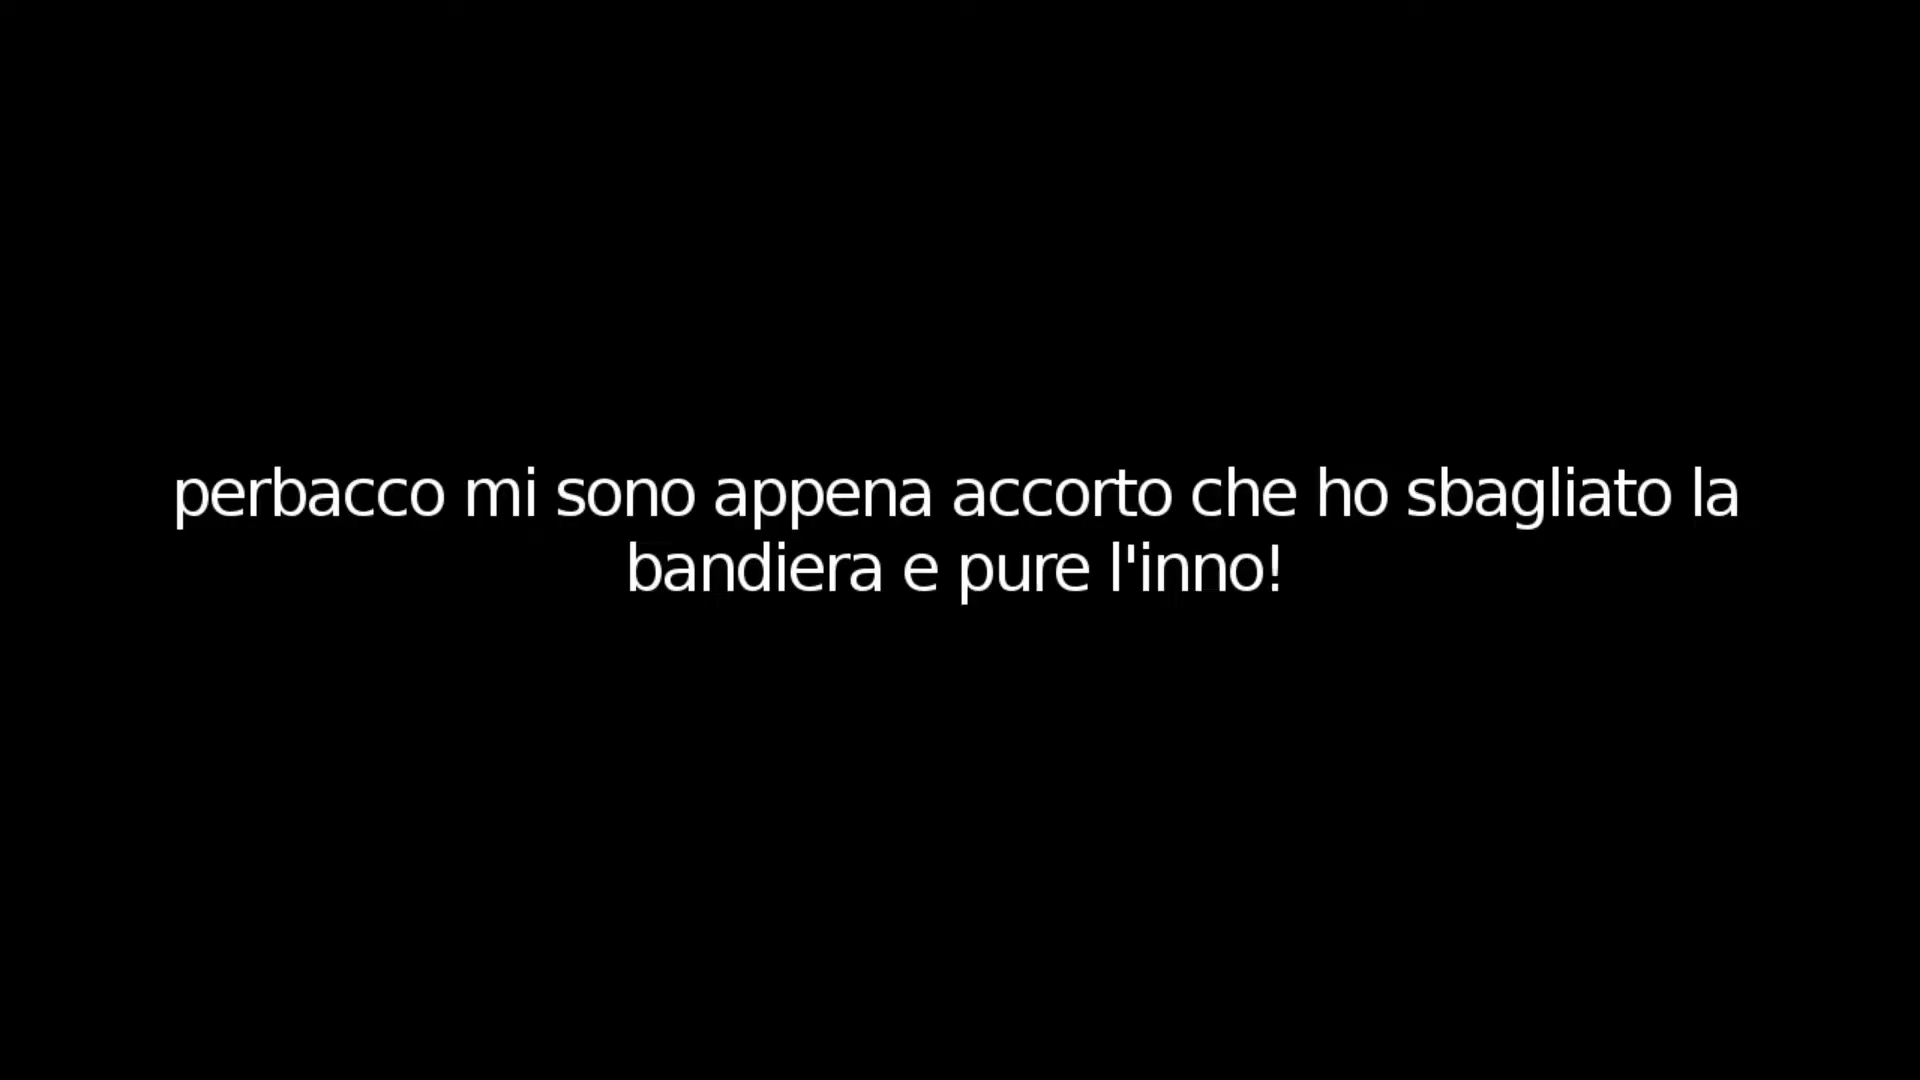 perbacco mi sono appena accorto che ho sbagliato la
bandiera e pure l'inno!